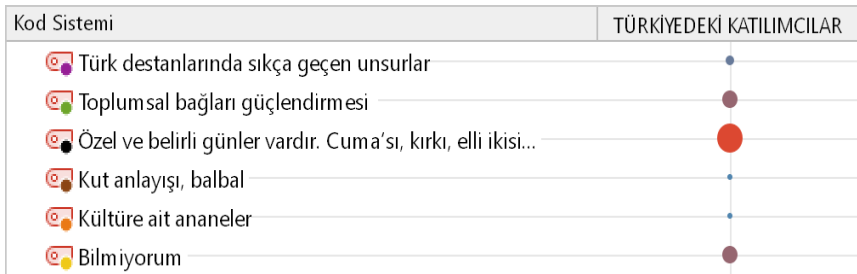 Kod Sistemi TÜRKİYEDEKİ KATILIMCILAR
Türk destanlarında sıkça geçen unsurlar
Toplumsal bağları güçlendirmesi
Özel ve belirli günler vardır. Cuma'sı, kırkı, elli ikisi...
Kut anlayışı, balbal
Kültüre ait ananeler
Bilmiyorum